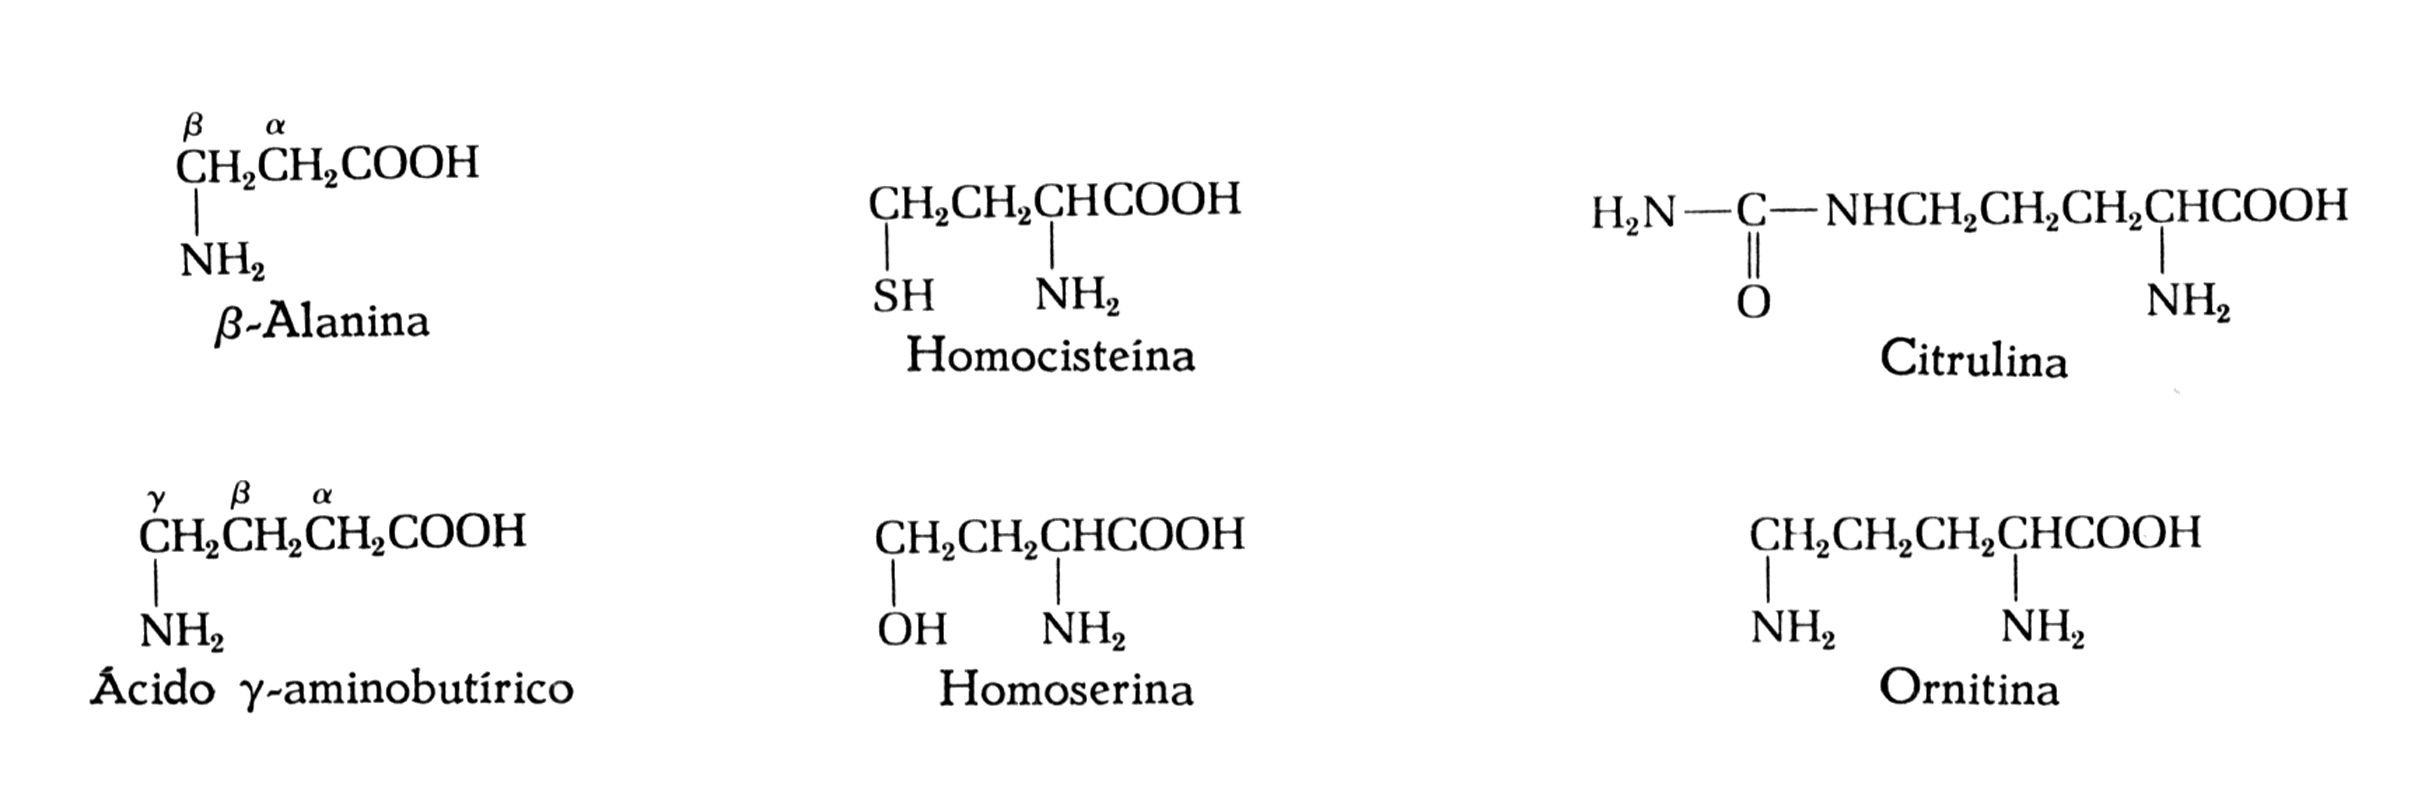 β α
CH₂CH₂COOH
NH₂
β-Alanina
CH₂CH₂CHCOOH
SH NH₂
Homocisteína
H₂N—C—NHCH₂CH₂CH₂CHCOOH
O NH₂
Citrulina
γ β α
CH₂CH₂CH₂COOH
NH₂
Ácido γ-aminobutírico
CH₂CH₂CHCOOH
OH NH₂
Homoserina
CH₂CH₂CH₂CHCOOH
NH₂ NH₂
Ornitina